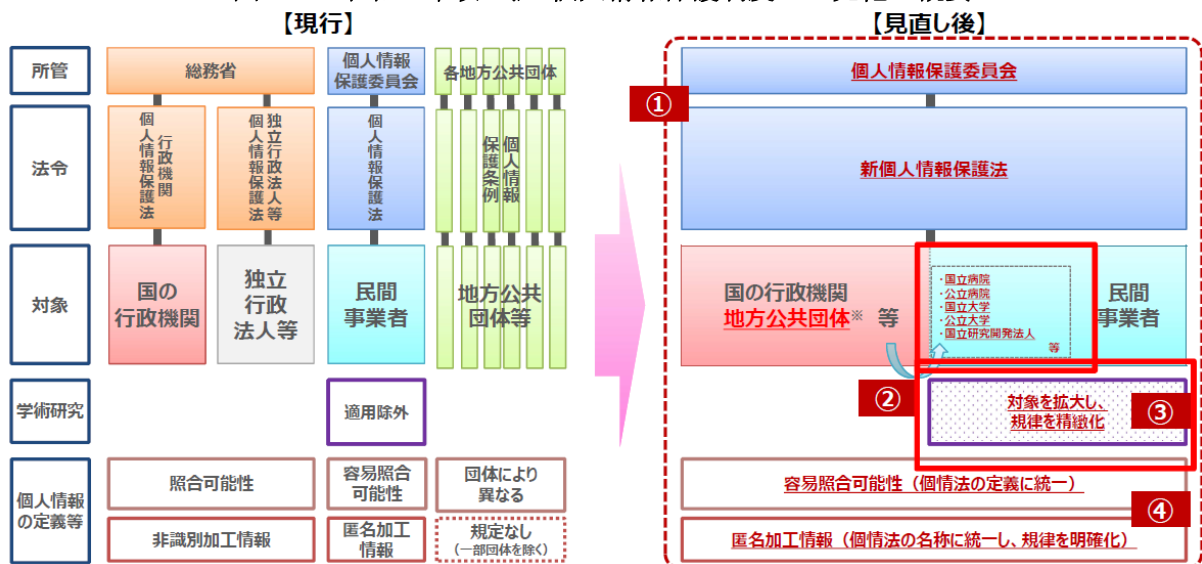 【現行】
【見直し後】
所管
総務省
個人情報
保護委員会
各地方公共団体
個人情報保護委員会
①
法令
行政機関
個人情報保護法
独立行政法人等
個人情報保護法
個人情報保護法
個人情報
保護条例
新個人情報保護法
対象
国の
行政機関
独立
行政
法人等
民間
事業者
地方公共
団体等
国の行政機関
地方公共団体※ 等
・国立病院
・公立病院
・国立大学
・公立大学
・国立研究開発法人
等
民間
事業者
②
学術研究
適用除外
対象を拡大し、
規律を精緻化
③
個人情報
の定義等
照合可能性
容易照合
可能性
団体により
異なる
容易照合可能性（個情法の定義に統一）
④
非識別加工情報
匿名加工
情報
規定なし
（一部団体を除く）
匿名加工情報（個情法の名称に統一し、規律を明確化）